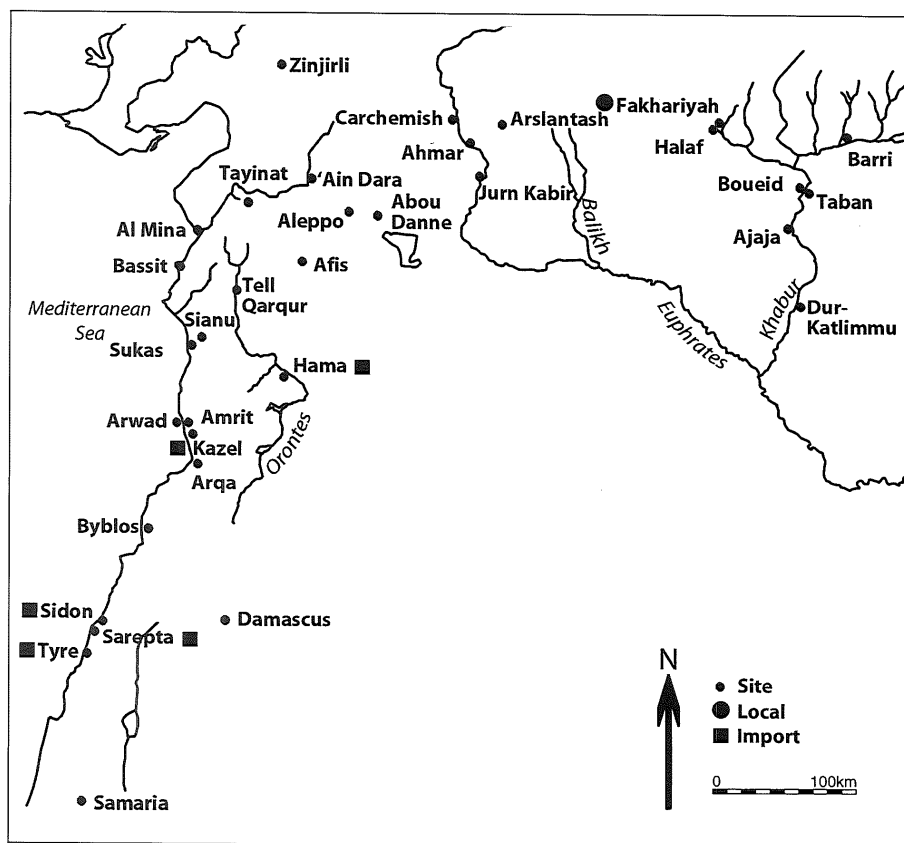 Zinjirli
Carchemish
Arslantash
Fakhariyah
Halaf
Barri
Ahmar
Tayinat
'Ain Dara
Jurn Kabir
Balikh
Boueid
Taban
Aleppo
Abou
Danne
Al Mina
Ajaja
Bassit
Afis
Tell
Qarqur
Mediterranean
Sea
Sianu
Sukas
Khabur
Dur-
Katlimmu
Euphrates
Hama
Arwad
Amrit
Kazel
Orontes
Arqa
Byblos
Sidon
Sarepta
Damascus
Tyre
N
Site
Local
Import
0 100km
Samaria